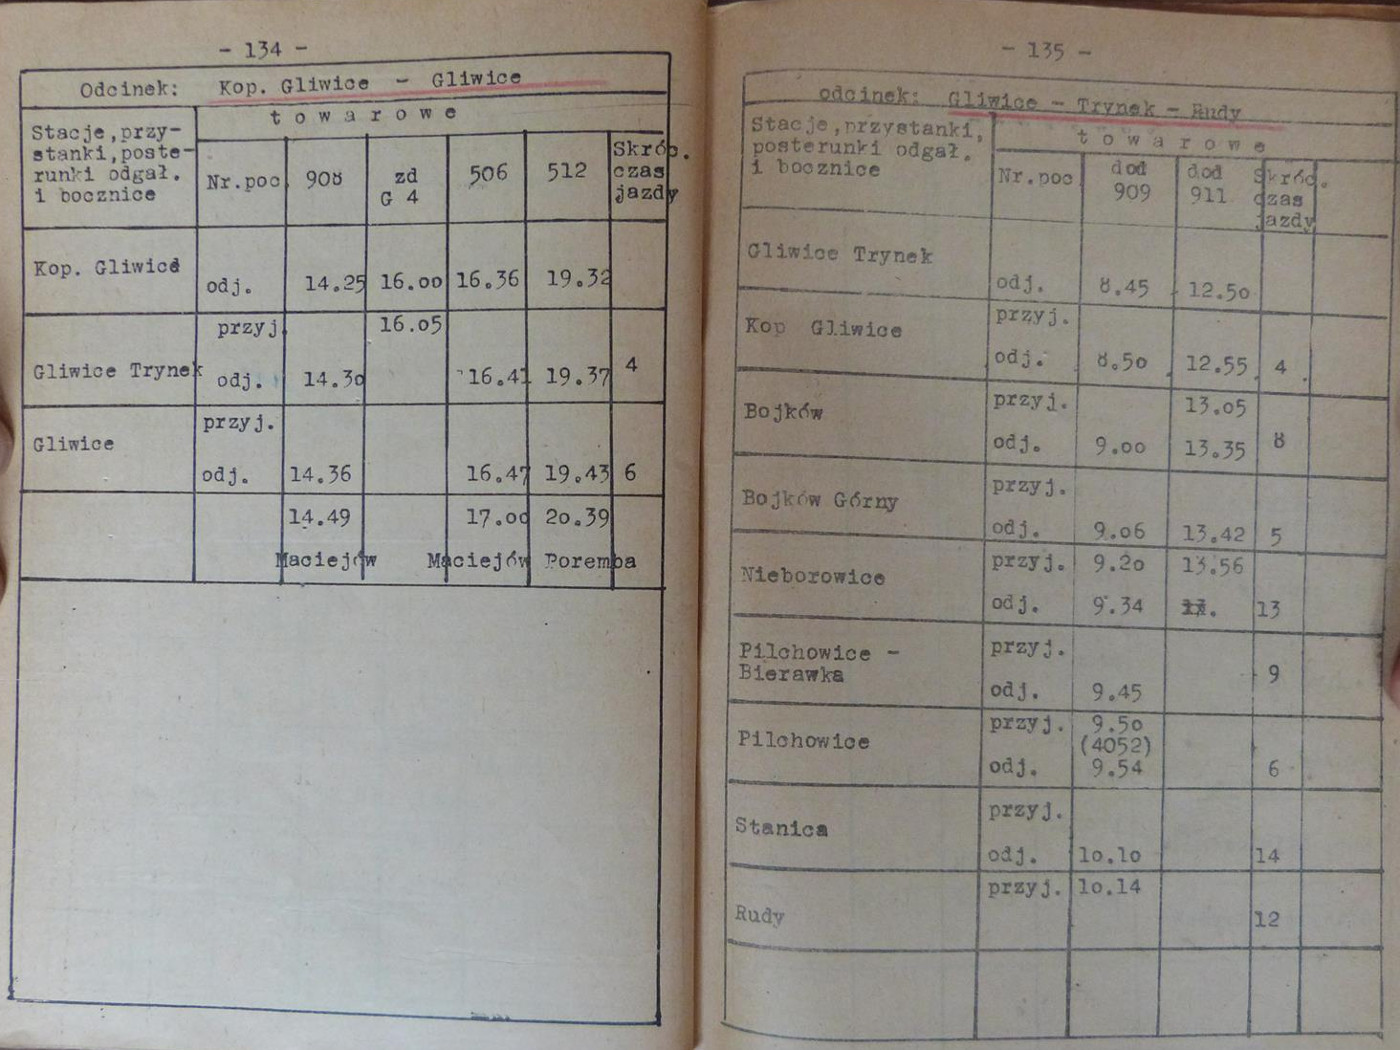 - 134 -
Odcinek: Kop. Gliwice - Gliwice
Stacje,przy-
stanki,poste-
runki odgał.
i bocznice
towarowe
Nr.poc 908 zd G 4 506 512 Skróc. czas jazdy
Kop. Gliwice odj. 14.25 16.00 16.36 19.32
przyj 16.05
Gliwice Trynek odj. 14.30 16.41 19.37 4
przyj.
Gliwice
odj. 14.36 16.47 19.43 6
14.49 17.00 20.39
Maciejów Maciejów Poremba
- 135 -
odcinek: Gliwice - Trynek - Rudy
Stacje,przystanki,
posterunki odgał.
i bocznice
towarowe
Nr.poc dod 909 dod 911 Skróc. czas jazdy
Gliwice Trynek
odj. 8.45 12.50
przyj.
Kop Gliwice
odj. 8.50 12.55 4
przyj. 13.05
Bojków
odj. 9.00 13.35 8
przyj.
Bojków Górny
odj. 9.06 13.42 5
przyj. 9.20 13.56
Nieborowice
odj. 9.34 13
przyj.
Pilchowice -
Bierawka 9
odj. 9.45
przyj. 9.50
Pilchowice (4052)
odj. 9.54 6
przyj.
Stanica
odj. 10.10 14
przyj. 10.14
Rudy 12